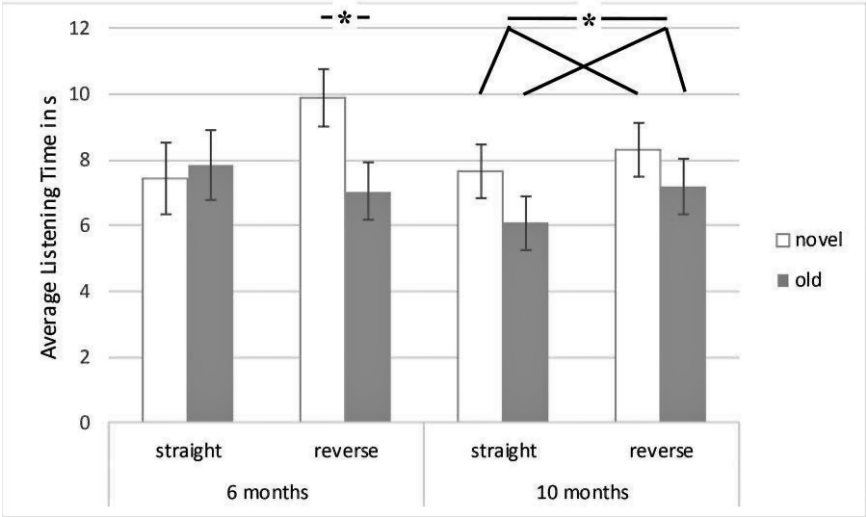 Average Listening Time in s
12
10
8
6
4
2
0
*
*
straight
reverse
straight
reverse
6 months
10 months
novel
old